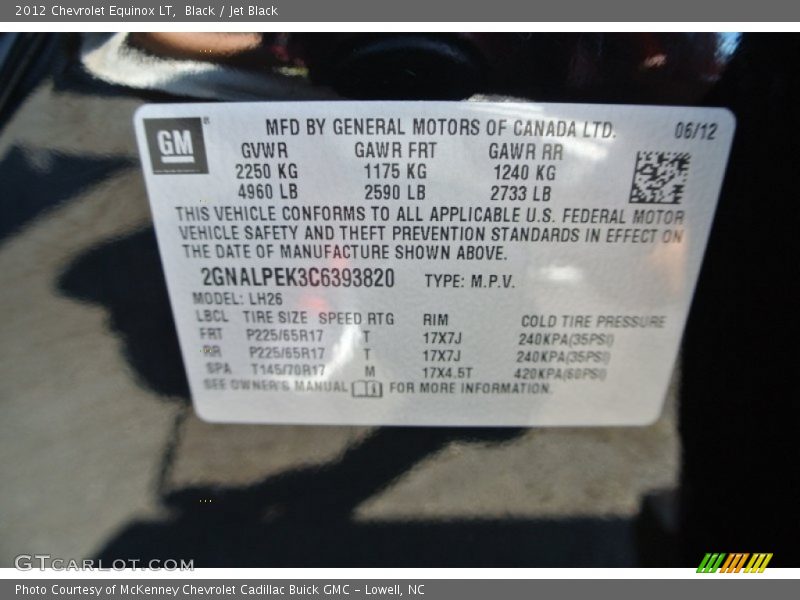 2012 Chevrolet Equinox LT,  Black / Jet Black
GM
MFD BY GENERAL MOTORS OF CANADA LTD. 06/12
GVWR GAWR FRT GAWR RR
2250 KG 1175 KG 1240 KG
4960 LB 2590 LB 2733 LB
THIS VEHICLE CONFORMS TO ALL APPLICABLE U.S. FEDERAL MOTOR
VEHICLE SAFETY AND THEFT PREVENTION STANDARDS IN EFFECT ON
THE DATE OF MANUFACTURE SHOWN ABOVE.
2GNALPEK3C6393820 TYPE: M.P.V.
MODEL: LH26
LBCL TIRE SIZE SPEED RTG RIM COLD TIRE PRESSURE
FRT P225/65R17 T 17X7J 240KPA(35PSI)
RR P225/65R17 T 17X7J 240KPA(35PSI)
SPA T145/70R17 M 17X4.5T 420KPA(60PSI)
SEE OWNER'S MANUAL FOR MORE INFORMATION.
GTCARLOT.COM
Photo Courtesy of McKenney Chevrolet Cadillac Buick GMC - Lowell, NC